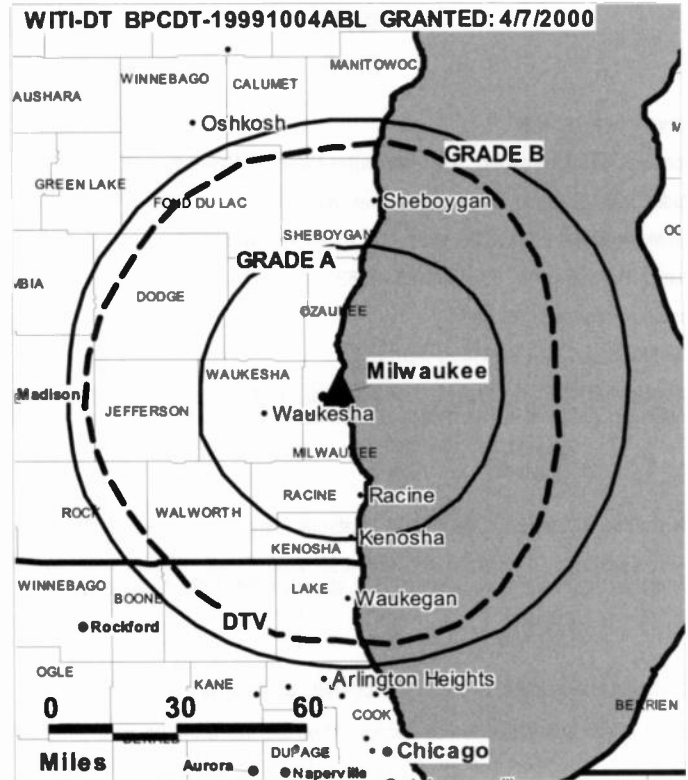 WITI-DT BPCDT-19991004ABL GRANTED: 4/7/2000
MANITOWOC
WINNEBAGO
CALUMET
AUSHARA
Oshkosh
GRADE B
GREEN LAKE
FOND DU LAC
Sheboygan
SHEBOYGAN
OC
GRADE A
MBIA
DODGE
OZAUKEE
Milwaukee
WAUKESHA
Madison
JEFFERSON
Waukesha
MILWAUKEE
RACINE
Racine
ROCK
WALWORTH
Kenosha
KENOSHA
WINNEBAGO
LAKE
BOONE
Waukegan
Rockford
DTV
OGLE
KANE
Arlington Heights
0 30 60
COOK
BERRIEN
Miles
DUPAGE
Chicago
Aurora
Naperville